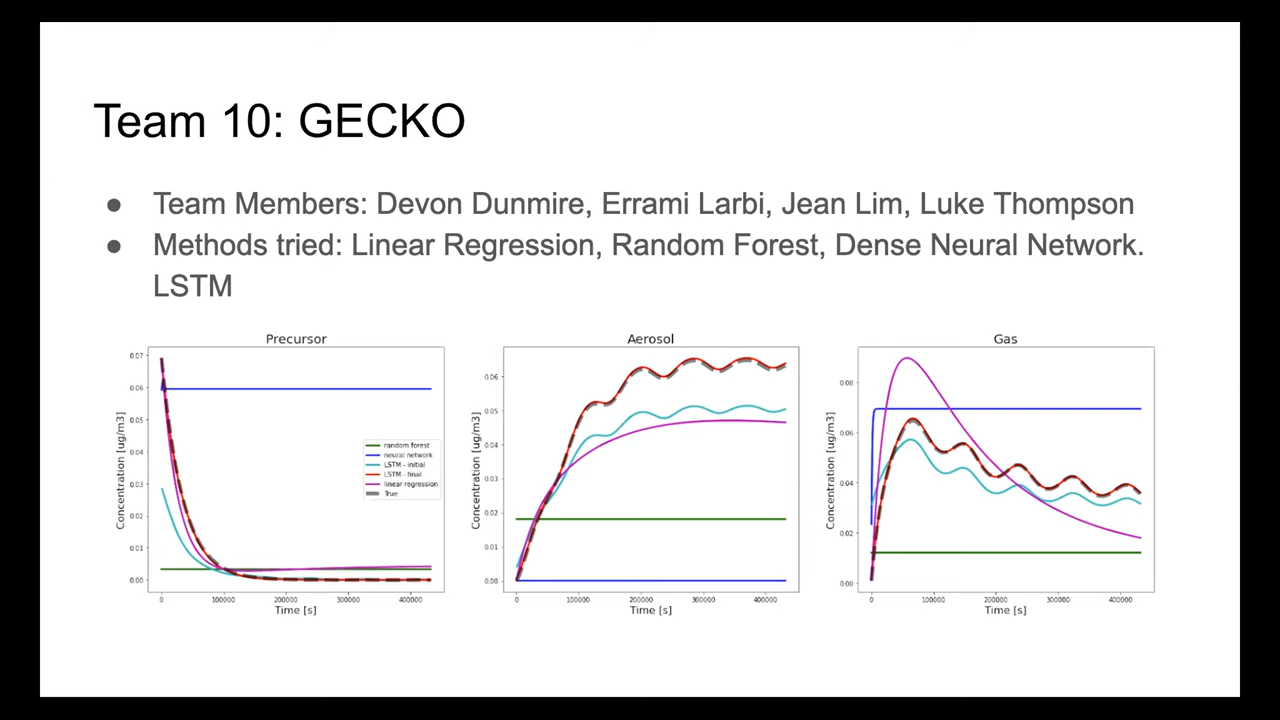 Team 10: GECKO
● Team Members: Devon Dunmire, Errami Larbi, Jean Lim, Luke Thompson
● Methods tried: Linear Regression, Random Forest, Dense Neural Network.
LSTM
Precursor
Concentration [ug/m3]
0.07
0.06
0.05
0.04
0.03
0.02
0.01
0.00
random forest
neural network
LSTM - initial
LSTM - final
linear regression
True
0 100000 200000 300000 400000
Time [s]
Aerosol
Concentration [ug/m3]
0.06
0.05
0.04
0.03
0.02
0.01
0.00
0 100000 200000 300000 400000
Time [s]
Gas
Concentration [ug/m3]
0.08
0.06
0.04
0.02
0.00
0 100000 200000 300000 400000
Time [s]